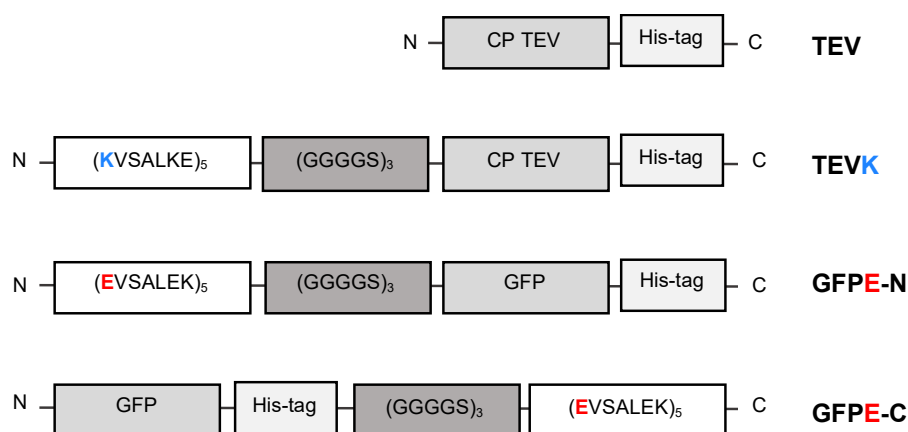 N CP TEV His-tag C TEV
N (KVSALKE)₅ (GGGGS)₃ CP TEV His-tag C TEVK
N (EVSALEK)₅ (GGGGS)₃ GFP His-tag C GFPE-N
N GFP His-tag (GGGGS)₃ (EVSALEK)₅ C GFPE-C